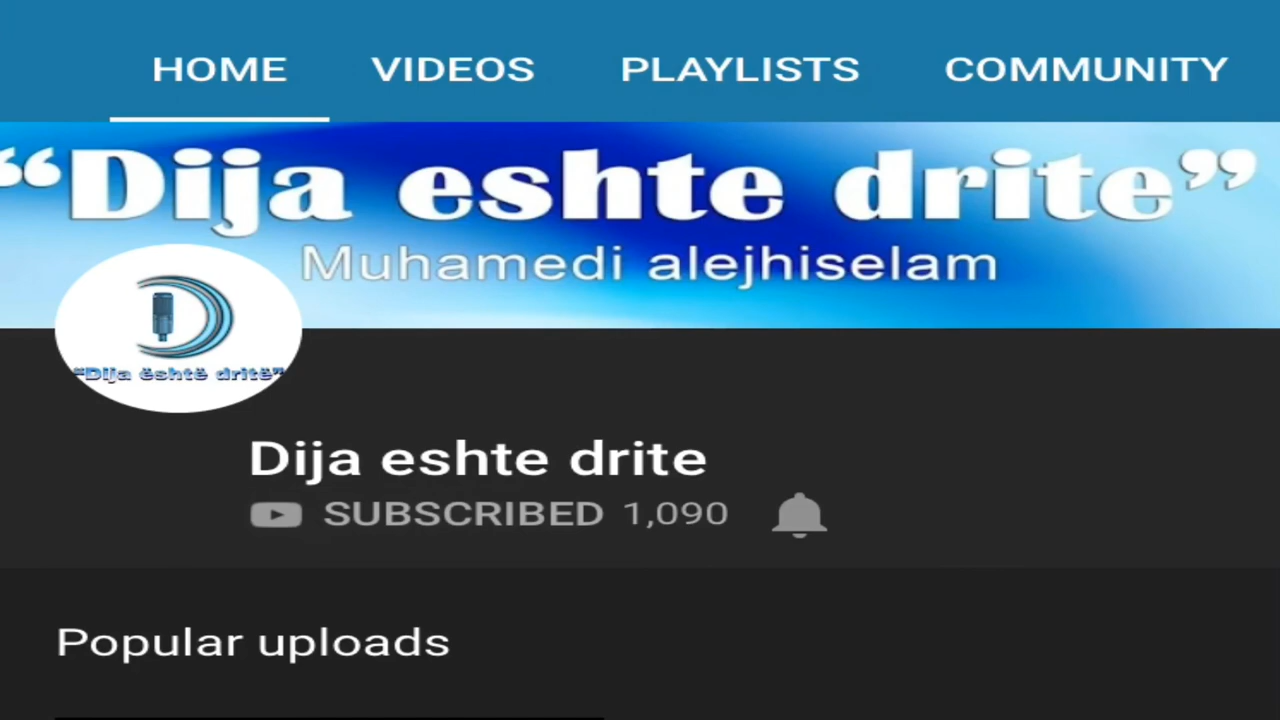 HOME VIDEOS PLAYLISTS COMMUNITY
“Dija eshte drite”
Muhamedi alejhiselam
“Dija është dritë”
Dija eshte drite
SUBSCRIBED 1,090
Popular uploads